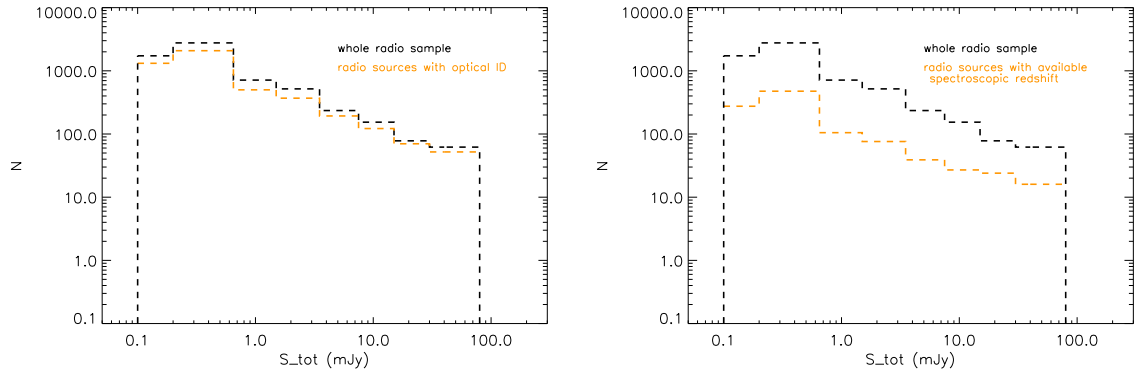 10000.0
1000.0
100.0
10.0
1.0
0.1
N
whole radio sample
radio sources with optical ID
0.1 1.0 10.0 100.0
S_tot (mJy)
10000.0
1000.0
100.0
10.0
1.0
0.1
N
whole radio sample
radio sources with available
spectroscopic redshift
0.1 1.0 10.0 100.0
S_tot (mJy)